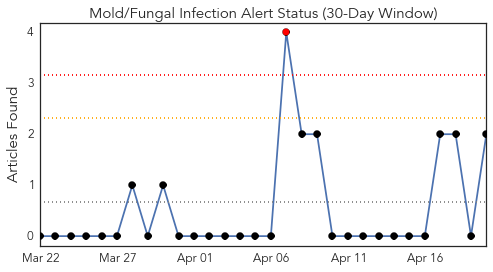 Mold/Fungal Infection Alert Status (30-Day Window)
Articles Found
4
3
2
1
0
Mar 22 Mar 27 Apr 01 Apr 06 Apr 11 Apr 16